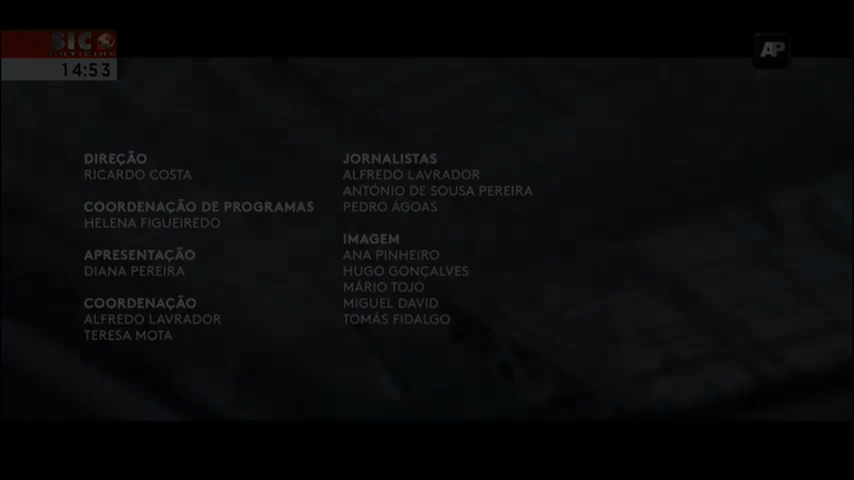 SIC
NOTÍCIAS
14:53
AP
DIREÇÃO
RICARDO COSTA
COORDENAÇÃO DE PROGRAMAS
HELENA FIGUEIREDO
APRESENTAÇÃO
DIANA PEREIRA
COORDENAÇÃO
ALFREDO LAVRADOR
TERESA MOTA
JORNALISTAS
ALFREDO LAVRADOR
ANTÓNIO DE SOUSA PEREIRA
PEDRO ÁGOAS
IMAGEM
ANA PINHEIRO
HUGO GONÇALVES
MÁRIO TOJO
MIGUEL DAVID
TOMÁS FIDALGO